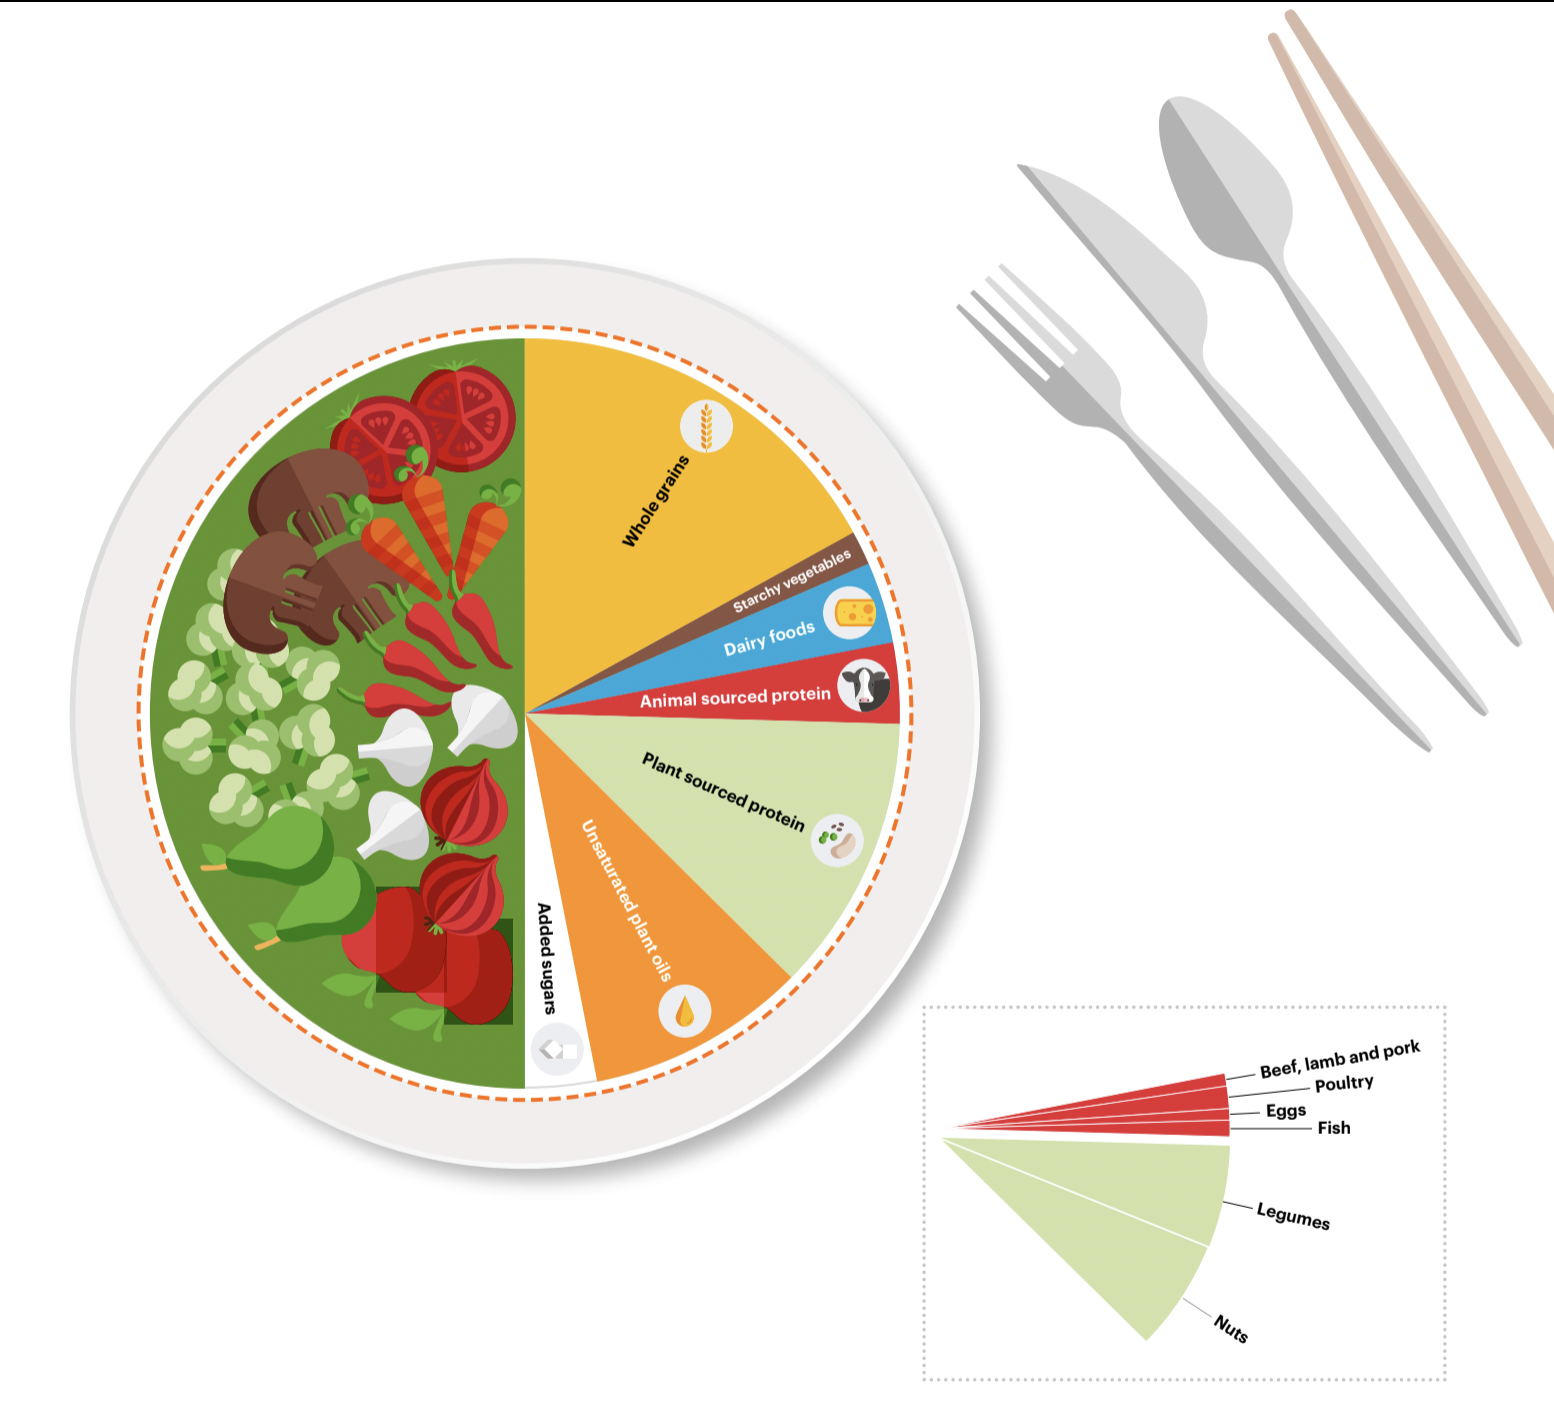 Whole grains
Starchy vegetables
Dairy foods
Animal sourced protein
Plant sourced protein
Unsaturated plant oils
Added sugars
Beef, lamb and pork
Poultry
Eggs
Fish
Legumes
Nuts